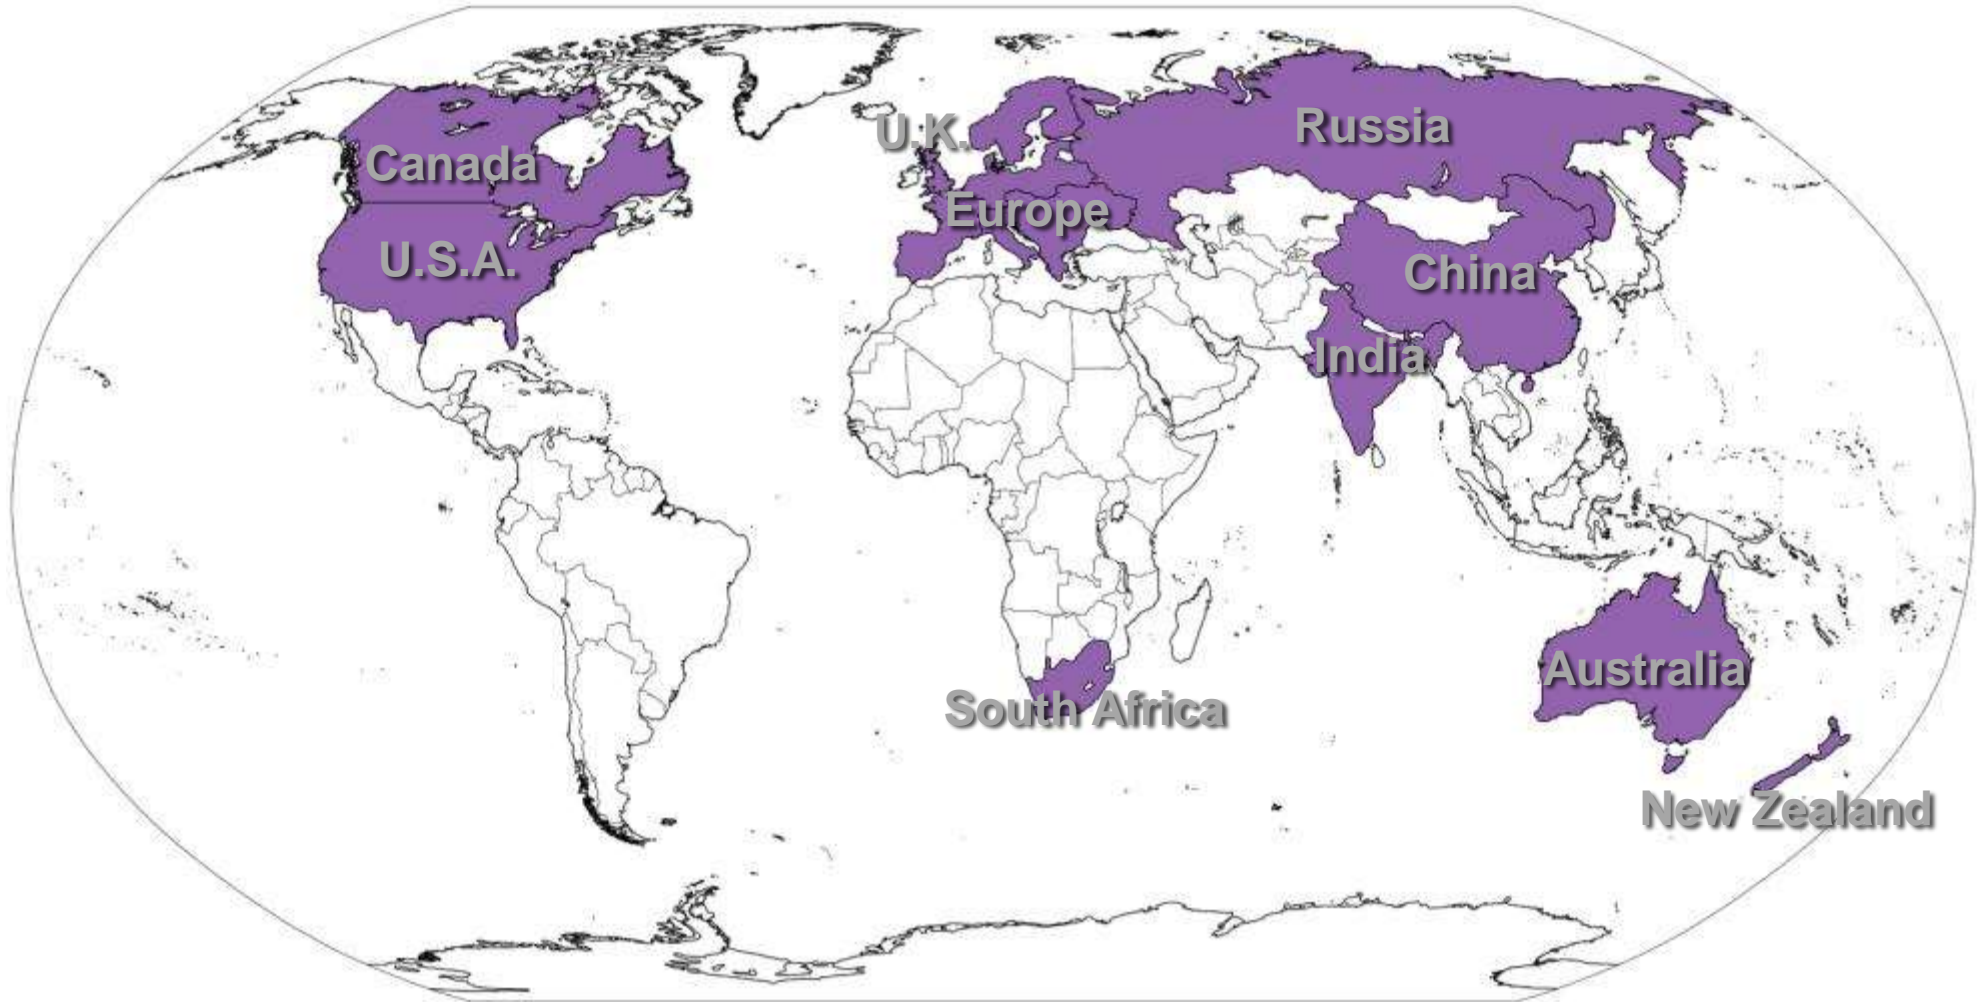 U.K.
Russia
Canada
Europe
U.S.A.
China
India
Australia
South Africa
New Zealand